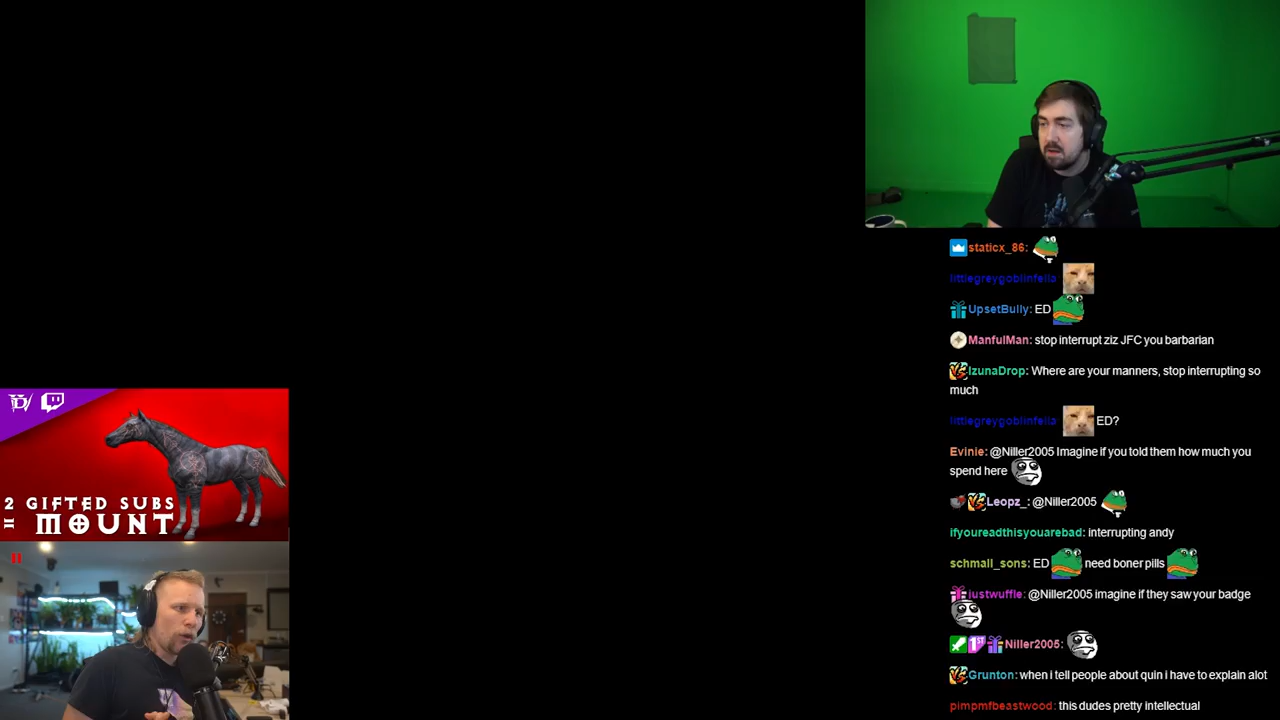 staticx_86:
littlegreygoblinfella
UpsetBully: ED
ManfulMan: stop interrupt ziz JFC you barbarian
IzunaDrop: Where are your manners, stop interrupting so
much
littlegreygoblinfella ED?
Evinie: @Niller2005 Imagine if you told them how much you
spend here
Leopz_: @Niller2005
ifyoureadthisyouarebad: interrupting andy
schmall_sons: ED need boner pills
justwuffle: @Niller2005 imagine if they saw your badge
Niller2005:
Grunton: when i tell people about quin i have to explain alot
pimpmfbeastwood: this dudes pretty intellectual
2 GIFTED SUBS
= MOUNT